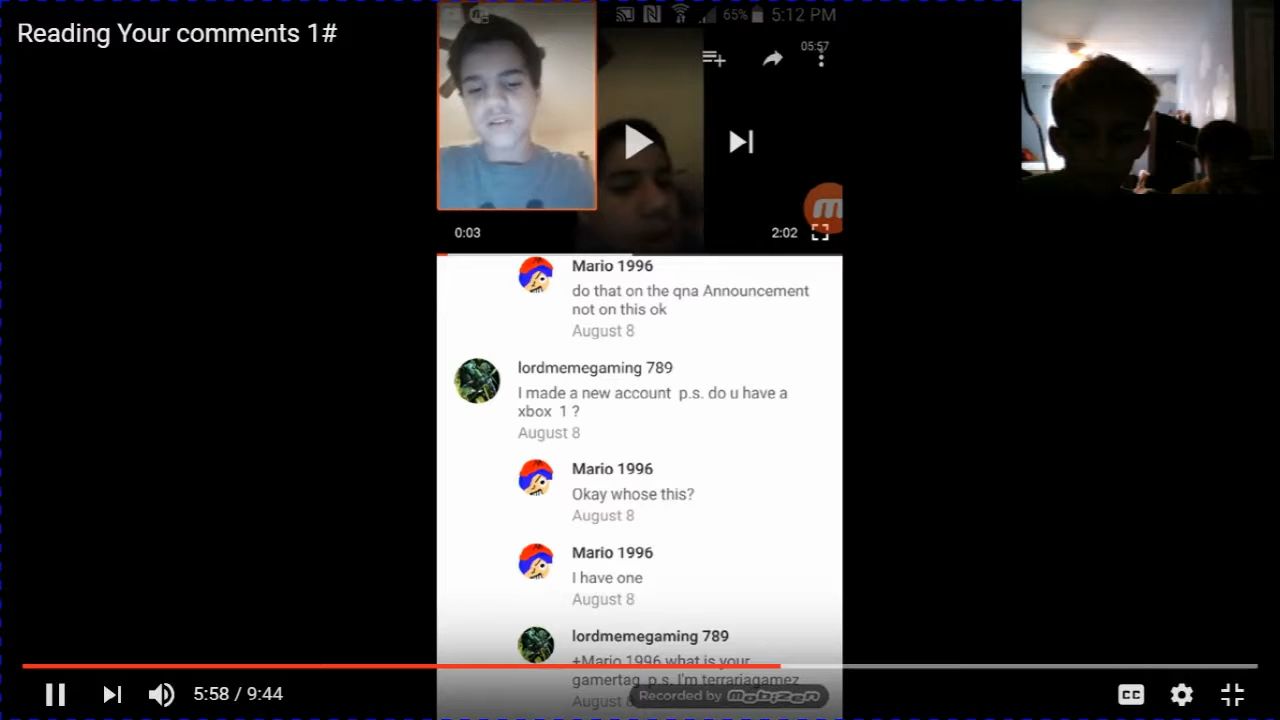 Reading Your comments 1#
65% 5:12 PM
05:57
0:03
2:02
Mario 1996
do that on the qna Announcement
not on this ok
August 8
lordmemegaming 789
I made a new account p.s. do u have a
xbox 1 ?
August 8
Mario 1996
Okay whose this?
August 8
Mario 1996
I have one
August 8
lordmemegaming 789
+Mario 1996 what is your
gamertag p.s. I'm terrariagamez
August 8
Recorded by mobizen
5:58 / 9:44
CC